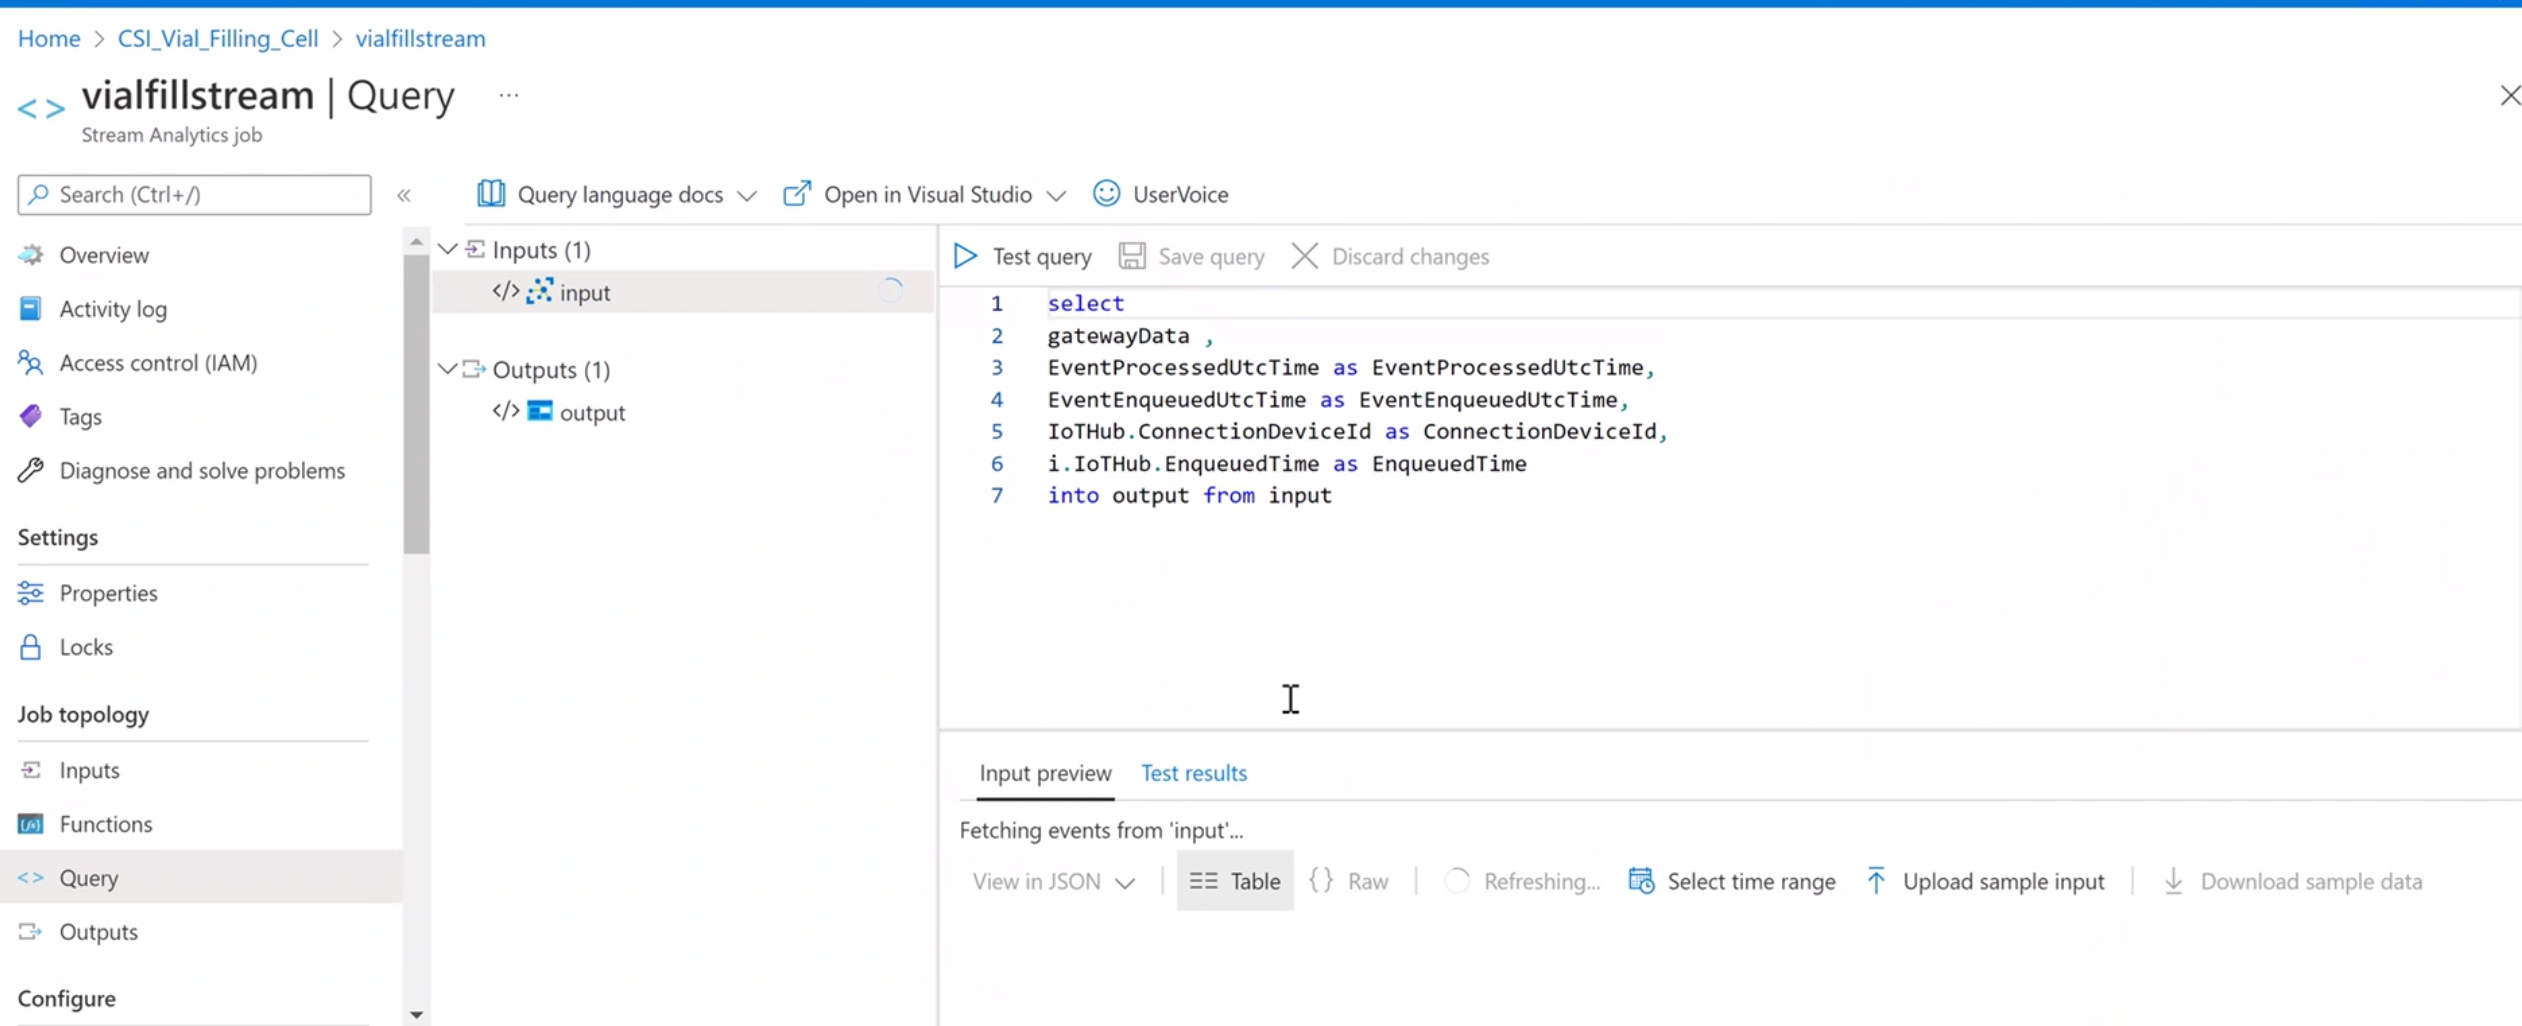 Home > CSI_Vial_Filling_Cell > vialfillstream
<> vialfillstream | Query ...
Stream Analytics job
Search (Ctrl+/) «
Overview
Activity log
Access control (IAM)
Tags
Diagnose and solve problems
Settings
Properties
Locks
Job topology
Inputs
Functions
<> Query
Outputs
Configure
Query language docs
Open in Visual Studio
UserVoice
Inputs (1)
</> input
Outputs (1)
</> output
Test query
Save query
Discard changes
1 select
2 gatewayData ,
3 EventProcessedUtcTime as EventProcessedUtcTime,
4 EventEnqueuedUtcTime as EventEnqueuedUtcTime,
5 IoTHub.ConnectionDeviceId as ConnectionDeviceId,
6 i.IoTHub.EnqueuedTime as EnqueuedTime
7 into output from input
Input preview Test results
Fetching events from 'input'...
View in JSON | Table {} Raw | Refreshing... Select time range Upload sample input | Download sample data